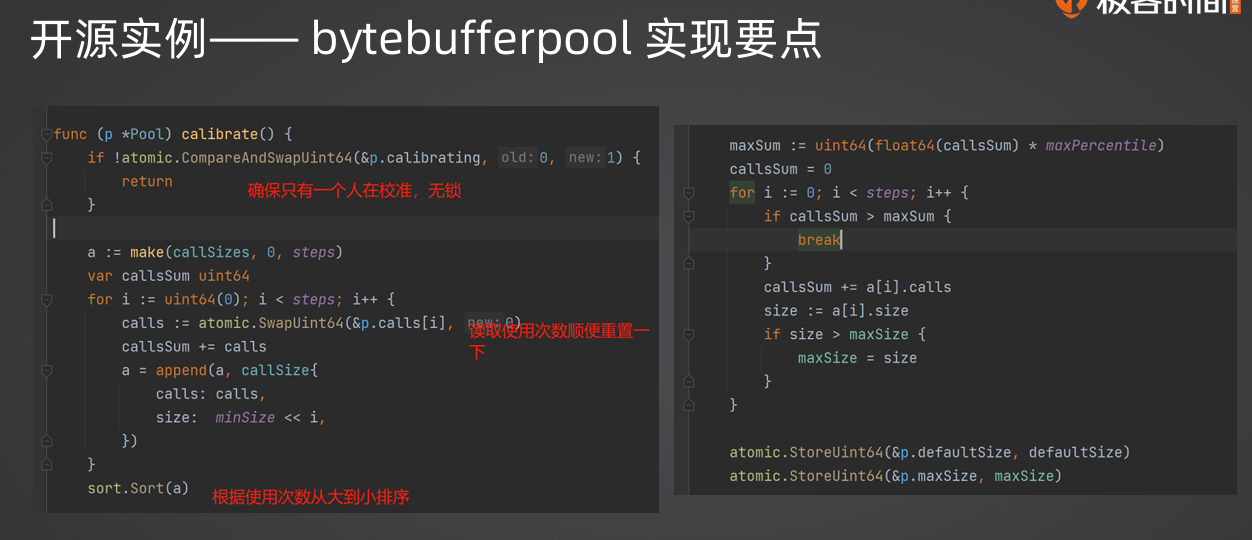 极客时间
开源实例—— bytebufferpool 实现要点
func (p *Pool) calibrate() {
if !atomic.CompareAndSwapUint64(&p.calibrating, old: 0, new: 1) {
return
确保只有一个人在校准，无锁
}
a := make(callSizes, 0, steps)
var callsSum uint64
for i := uint64(0); i < steps; i++ {
calls := atomic.SwapUint64(&p.calls[i], new: 0)
读取使用次数顺便重置一
下
callsSum += calls
a = append(a, callSize{
calls: calls,
size: minSize << i,
})
}
sort.Sort(a)
根据使用次数从大到小排序
maxSum := uint64(float64(callsSum) * maxPercentile)
callsSum = 0
for i := 0; i < steps; i++ {
if callsSum > maxSum {
break
}
callsSum += a[i].calls
size := a[i].size
if size > maxSize {
maxSize = size
}
}
atomic.StoreUint64(&p.defaultSize, defaultSize)
atomic.StoreUint64(&p.maxSize, maxSize)